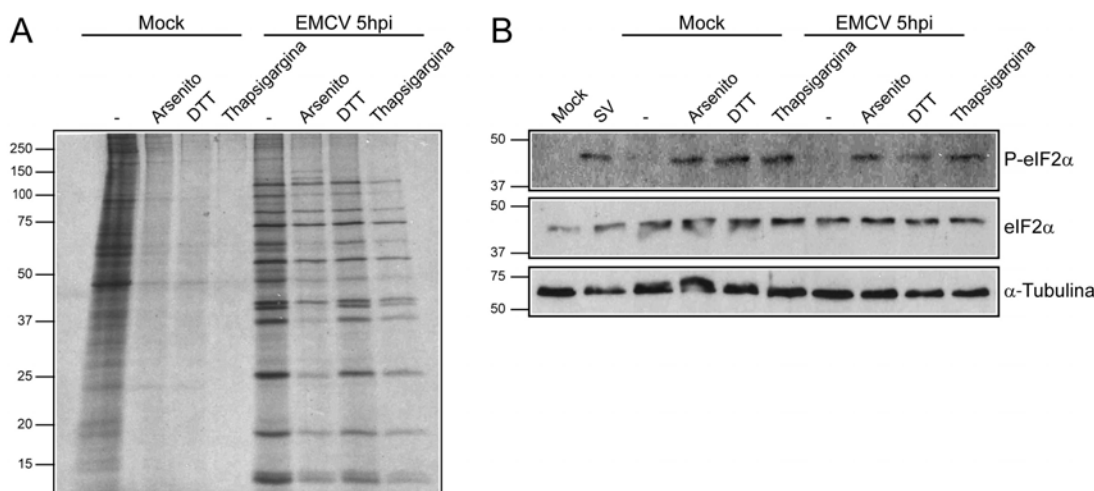 A
Mock
EMCV 5hpi
- Arsenito DTT Thapsigargina - Arsenito DTT Thapsigargina
250
150
100
75
50
37
25
20
15
B
Mock
EMCV 5hpi
Mock SV - Arsenito DTT Thapsigargina - Arsenito DTT Thapsigargina
50
37
P-eIF2α
50
37
eIF2α
75
50
α-Tubulina